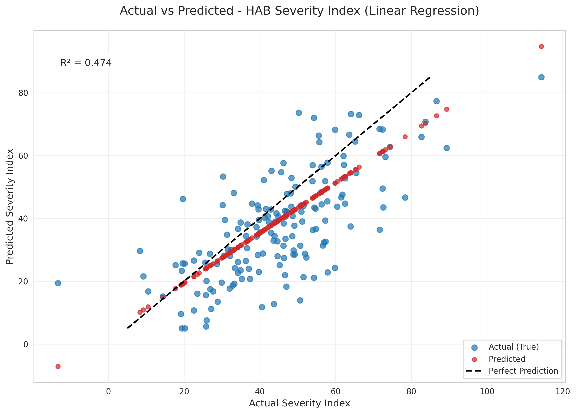 Actual vs Predicted - HAB Severity Index (Linear Regression)
R² = 0.474
Predicted Severity Index
80
60
40
20
0
0 20 40 60 80 100 120
Actual Severity Index
Actual (True)
Predicted
Perfect Prediction